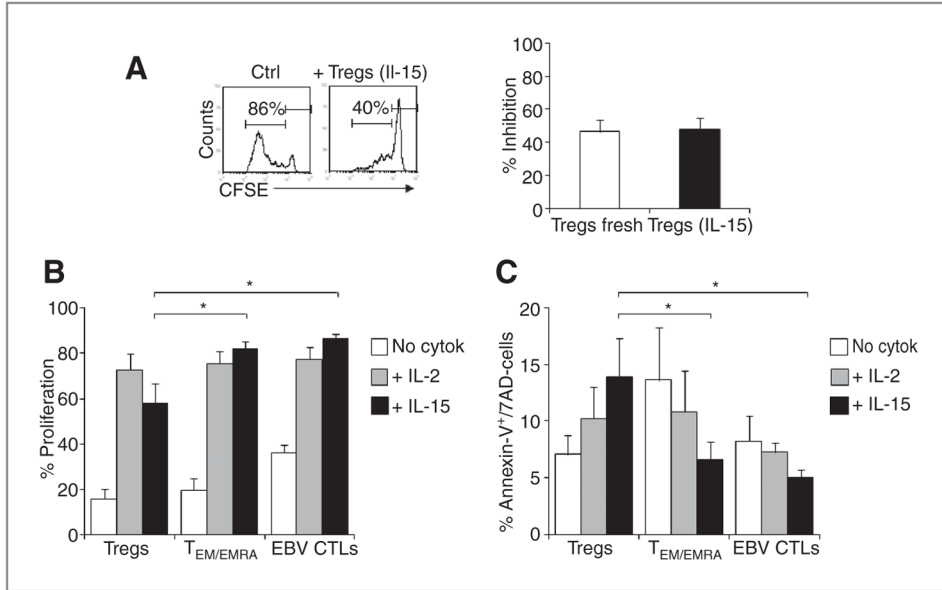 A
Ctrl
+ Tregs (Il-15)
Counts
86%
40%
CFSE
% Inhibition
100
80
60
40
20
0
Tregs fresh Tregs (IL-15)
B
*
*
% Proliferation
100
80
60
40
20
0
Tregs
TEM/EMRA
EBV CTLs
No cytok
+ IL-2
+ IL-15
C
*
*
% Annexin-V+/7AD-cells
20
15
10
5
0
Tregs
TEM/EMRA
EBV CTLs
No cytok
+ IL-2
+ IL-15